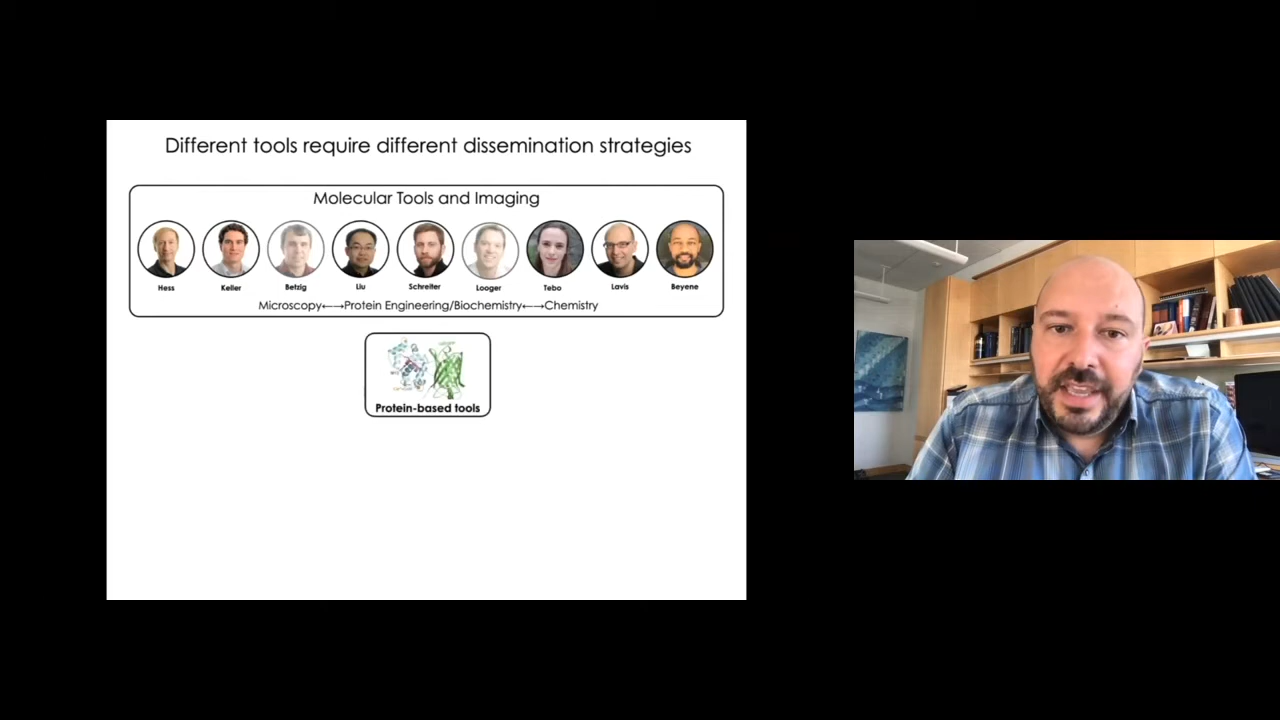 Different tools require different dissemination strategies
Molecular Tools and Imaging
Hess Keller Betzig Liu Schreiter Looger Tebo Lavis Beyene
Microscopy←→Protein Engineering/Biochemistry←→Chemistry
Protein-based tools